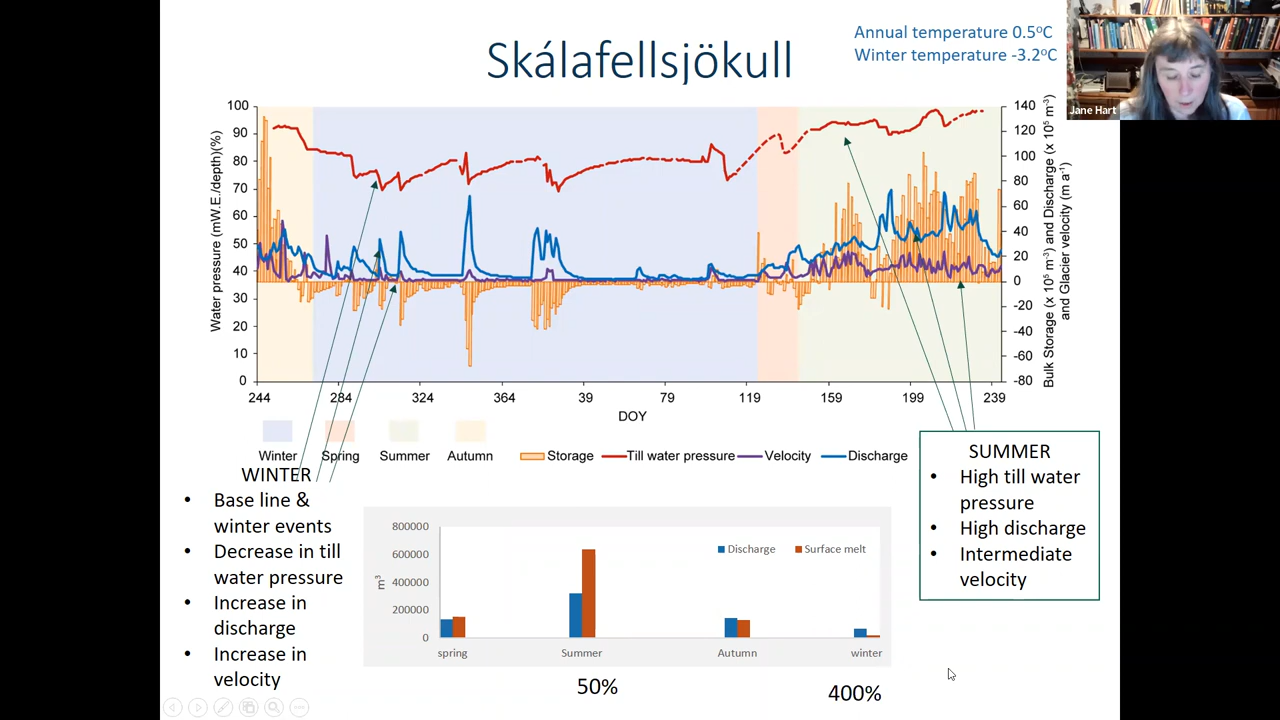 Skálafellsjökull
Annual temperature 0.5°C
Winter temperature -3.2°C
Jane Hart
Water pressure (mW.E./depth)(%)
100
90
80
70
60
50
40
30
20
10
0
140
120
100
80
60
40
20
0
-20
-40
-60
-80
Bulk Storage (x 10⁵ m⁻³) and Discharge (x 10⁵ m⁻³)
and Glacier velocity (m a⁻¹)
244 284 324 364 39 79 119 159 199 239
DOY
Winter Spring Summer Autumn
Storage Till water pressure Velocity Discharge
WINTER
• Base line &
winter events
• Decrease in till
water pressure
• Increase in
discharge
• Increase in
velocity
SUMMER
• High till water
pressure
• High discharge
• Intermediate
velocity
m³
800000
600000
400000
200000
0
Discharge Surface melt
spring Summer Autumn winter
50% 400%